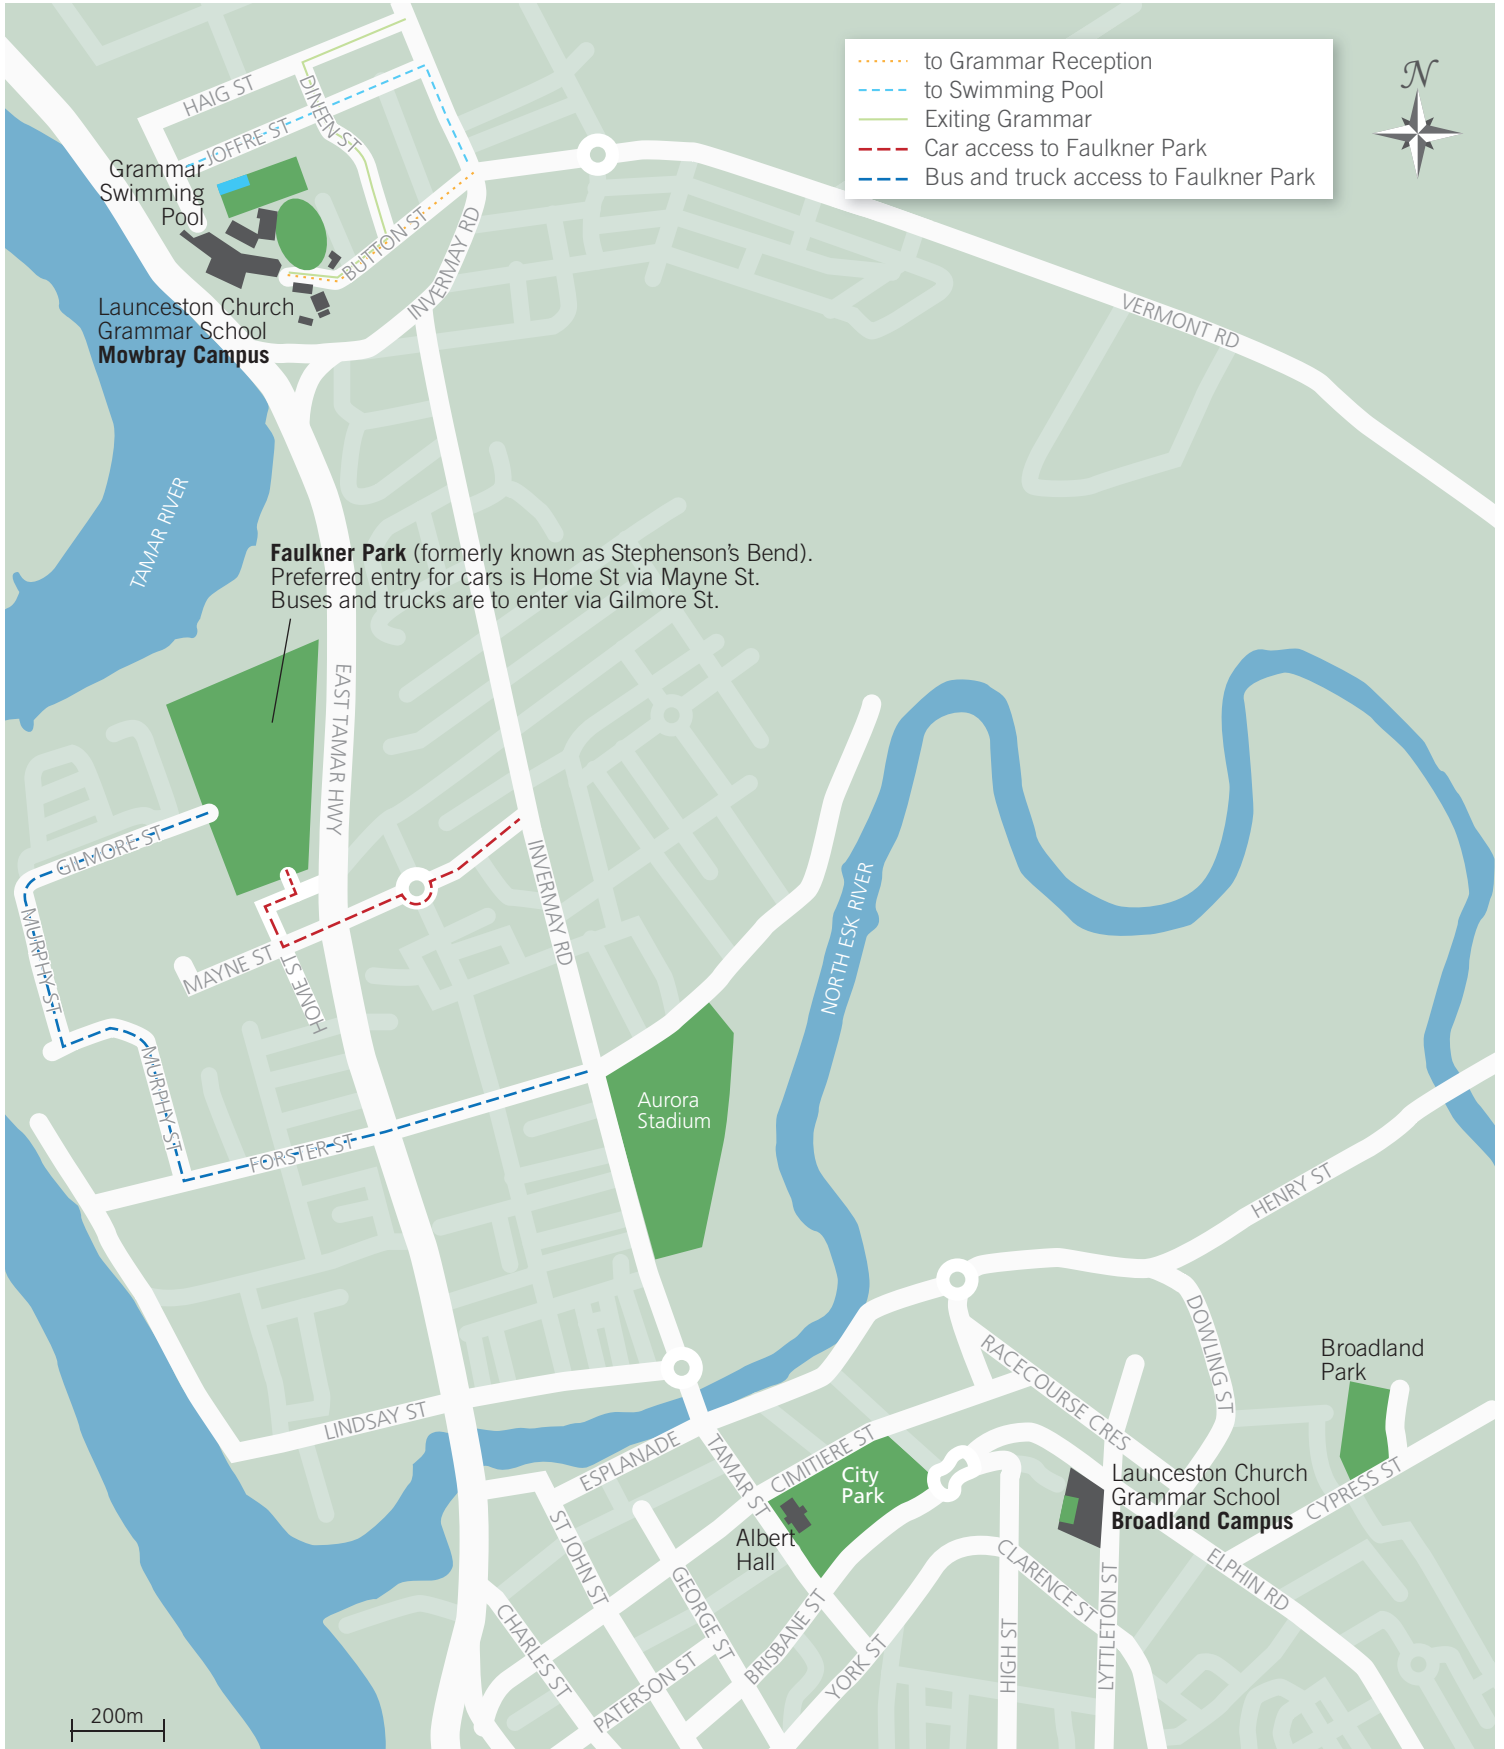 to Grammar Reception
to Swimming Pool
Exiting Grammar
Car access to Faulkner Park
Bus and truck access to Faulkner Park
N
HAIG ST
DINEEN ST
JOFFRE ST
Grammar
Swimming
Pool
BUTTON ST
INVERMAY RD
Launceston Church
Grammar School
Mowbray Campus
VERMONT RD
TAMAR RIVER
Faulkner Park (formerly known as Stephenson's Bend).
Preferred entry for cars is Home St via Mayne St.
Buses and trucks are to enter via Gilmore St.
EAST TAMAR HWY
GILMORE ST
INVERMAY RD
MURPHY ST
MAYNE ST
HOME ST
NORTH ESK RIVER
MURPHY ST
FORSTER ST
Aurora
Stadium
HENRY ST
DOWLING ST
RACECOURSE CRES
Broadland
Park
LINDSAY ST
ESPLANADE
TAMAR ST
CIMITIERE ST
City
Park
Albert
Hall
Launceston Church
Grammar School
Broadland Campus
CYPRESS ST
ST JOHN ST
GEORGE ST
CLARENCE ST
ELPHIN RD
CHARLES ST
PATERSON ST
BRISBANE ST
YORK ST
HIGH ST
LYTTLETON ST
200m